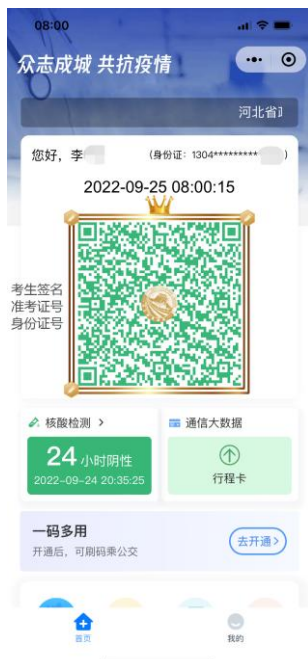 08:00
众志成城 共抗疫情
河北省
您好，李
(身份证：1304*********
)
2022-09-25 08:00:15
考生签名
准考证号
身份证号
核酸检测 >
通信大数据
24 小时阴性
2022-09-24 20:35:25
行程卡
一码多用
开通后，可刷码乘公交
去开通>
首页
我的